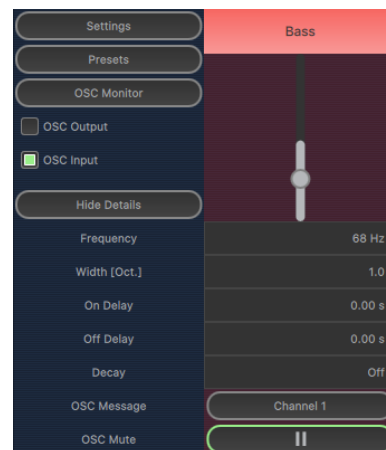 Settings
Bass
Presets
OSC Monitor
OSC Output
OSC Input
Hide Details
Frequency 68 Hz
Width [Oct.] 1.0
On Delay 0.00 s
Off Delay 0.00 s
Decay Off
OSC Message Channel 1
OSC Mute